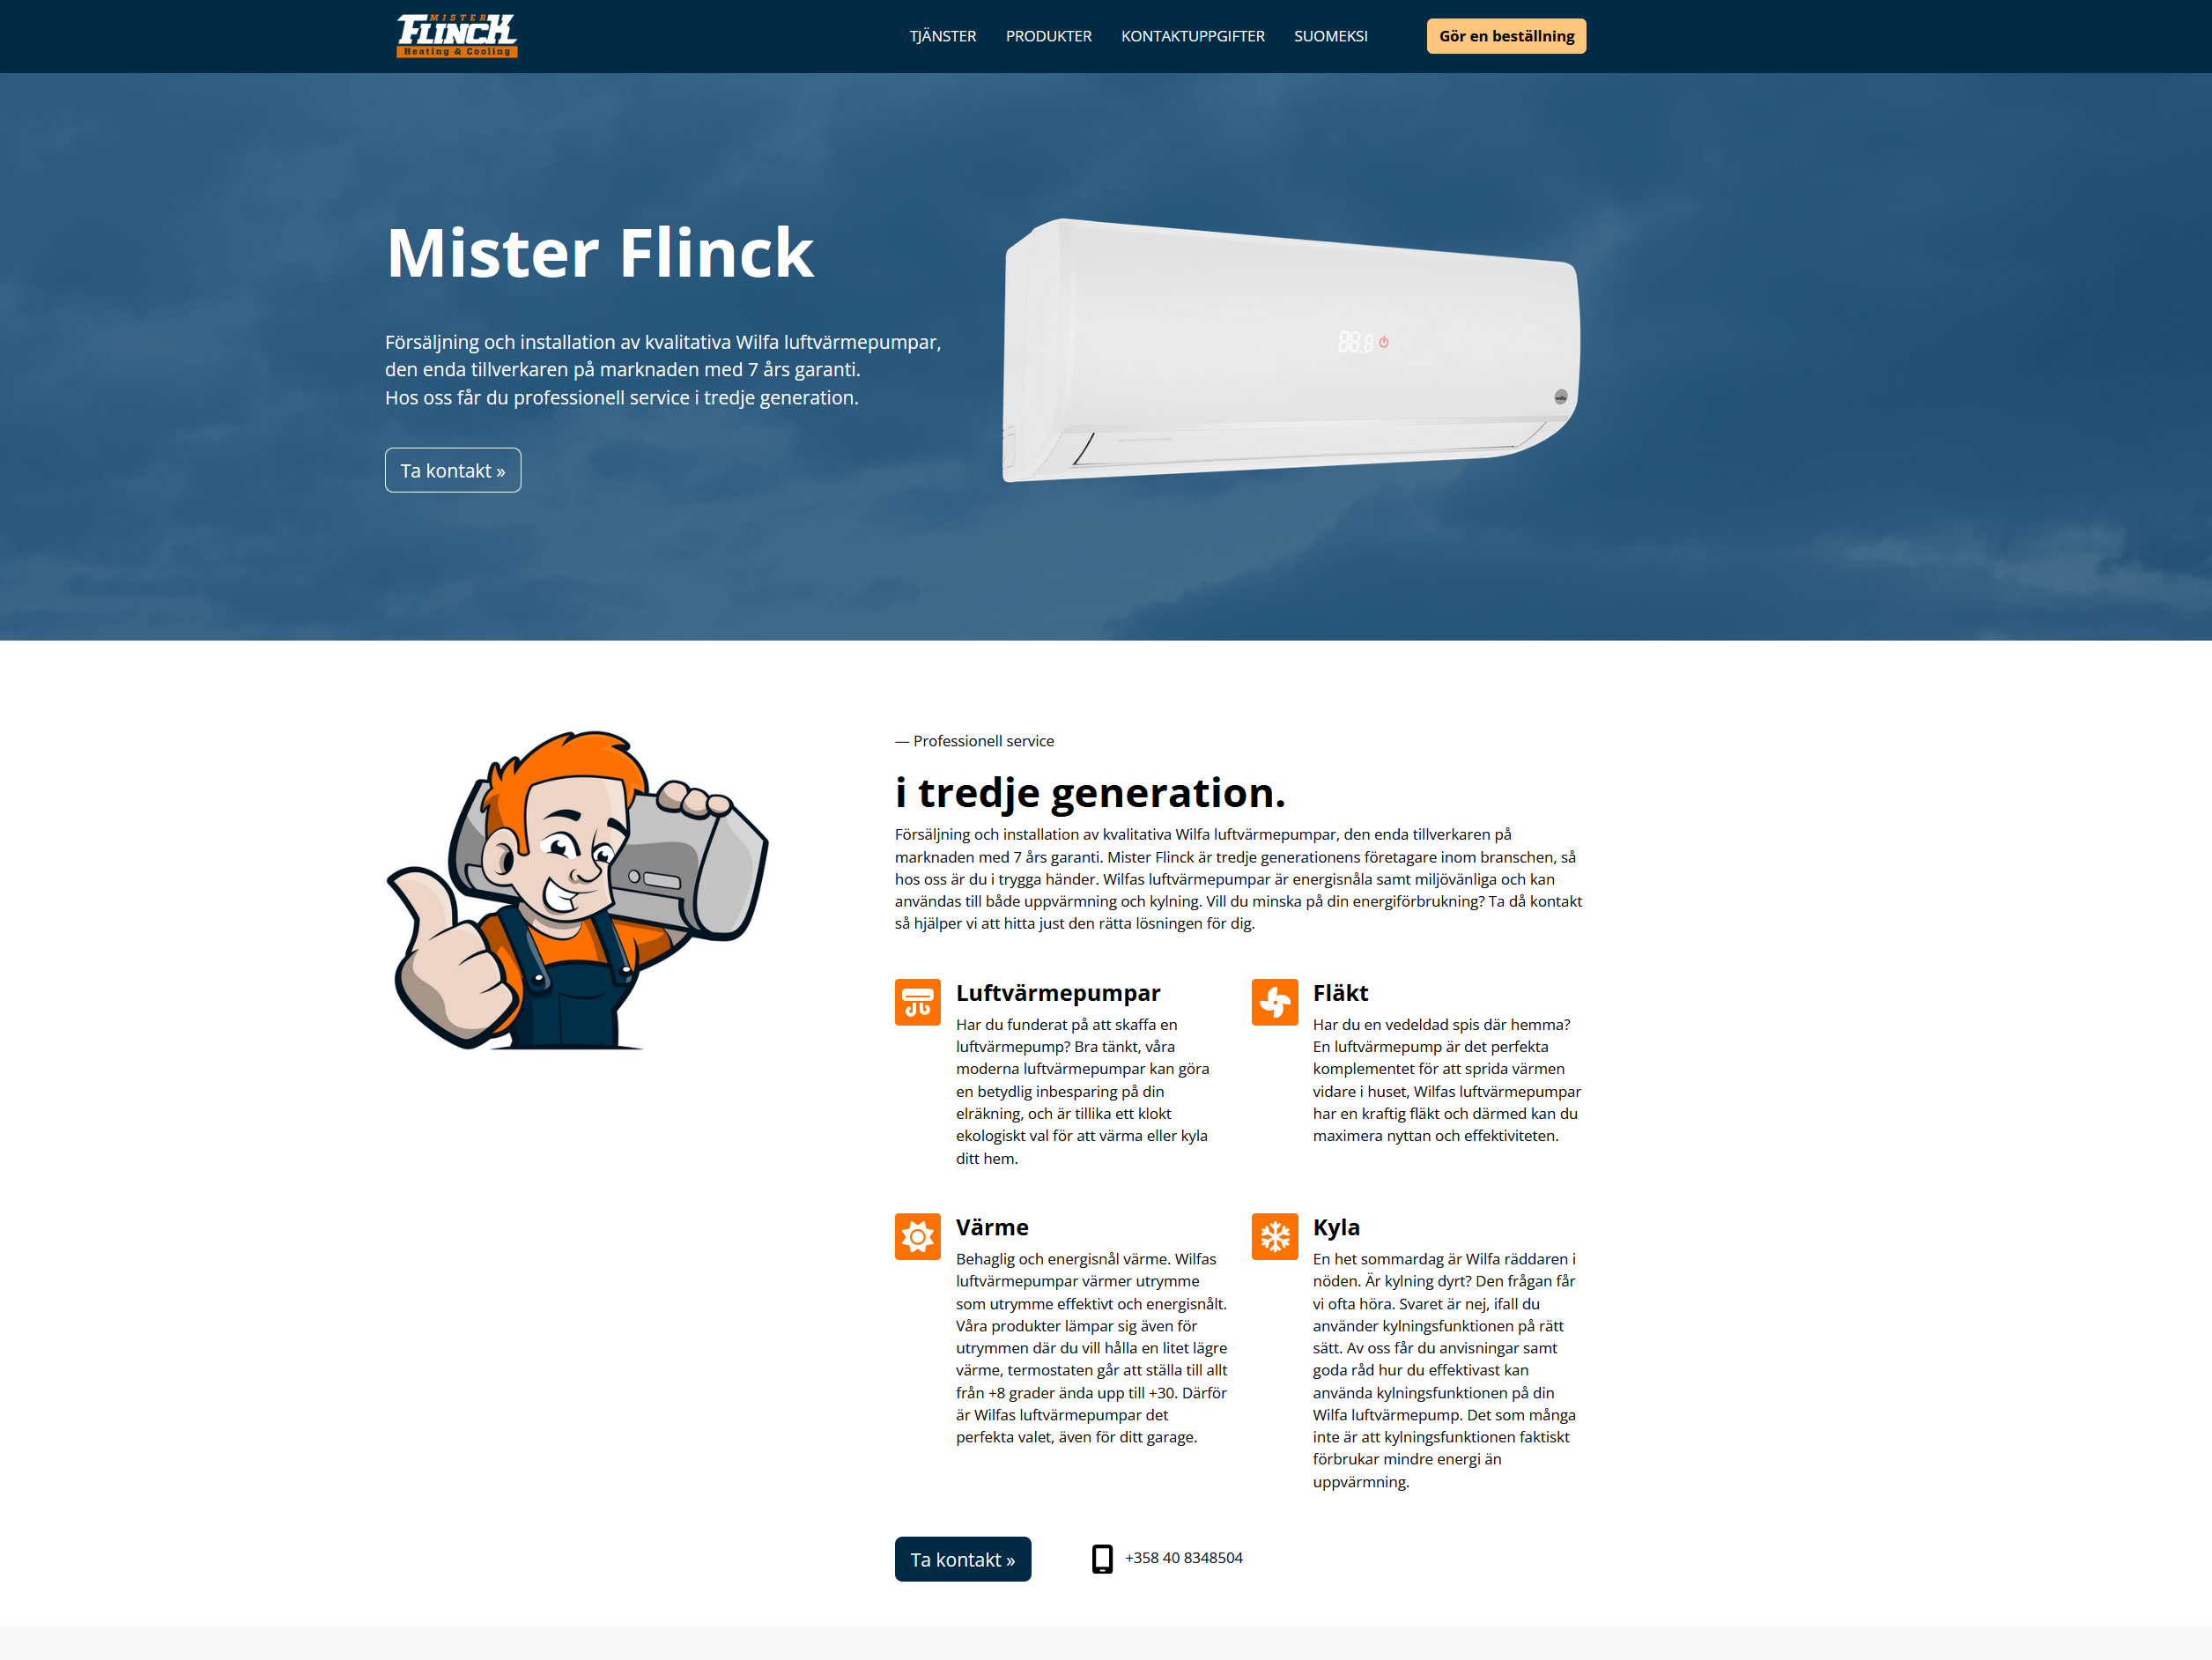 MISTER
FLINCK
Heating & Cooling
TJÄNSTER
PRODUKTER
KONTAKTUPPGIFTER
SUOMEKSI
Gör en beställning
Mister Flinck
Försäljning och installation av kvalitativa Wilfa luftvärmepumpar,
den enda tillverkaren på marknaden med 7 års garanti.
Hos oss får du professionell service i tredje generation.
Ta kontakt »
88.8
wilfa
— Professionell service
i tredje generation.
Försäljning och installation av kvalitativa Wilfa luftvärmepumpar, den enda tillverkaren på
marknaden med 7 års garanti. Mister Flinck är tredje generationens företagare inom branschen, så
hos oss är du i trygga händer. Wilfas luftvärmepumpar är energisnåla samt miljövänliga och kan
användas till både uppvärmning och kylning. Vill du minska på din energiförbrukning? Ta då kontakt
så hjälper vi att hitta just den rätta lösningen för dig.
Luftvärmepumpar
Har du funderat på att skaffa en
luftvärmepump? Bra tänkt, våra
moderna luftvärmepumpar kan göra
en betydlig inbesparing på din
elräkning, och är tillika ett klokt
ekologiskt val för att värma eller kyla
ditt hem.
Fläkt
Har du en vedeldad spis där hemma?
En luftvärmepump är det perfekta
komplementet för att sprida värmen
vidare i huset, Wilfas luftvärmepumpar
har en kraftig fläkt och därmed kan du
maximera nyttan och effektiviteten.
Värme
Behaglig och energisnål värme. Wilfas
luftvärmepumpar värmer utrymme
som utrymme effektivt och energisnålt.
Våra produkter lämpar sig även för
utrymmen där du vill hålla en litet lägre
värme, termostaten går att ställa till allt
från +8 grader ända upp till +30. Därför
är Wilfas luftvärmepumpar det
perfekta valet, även för ditt garage.
Kyla
En het sommardag är Wilfa räddaren i
nöden. Är kylning dyrt? Den frågan får
vi ofta höra. Svaret är nej, ifall du
använder kylningsfunktionen på rätt
sätt. Av oss får du anvisningar samt
goda råd hur du effektivast kan
använda kylningsfunktionen på din
Wilfa luftvärmepump. Det som många
inte är att kylningsfunktionen faktiskt
förbrukar mindre energi än
uppvärmning.
Ta kontakt »
+358 40 8348504